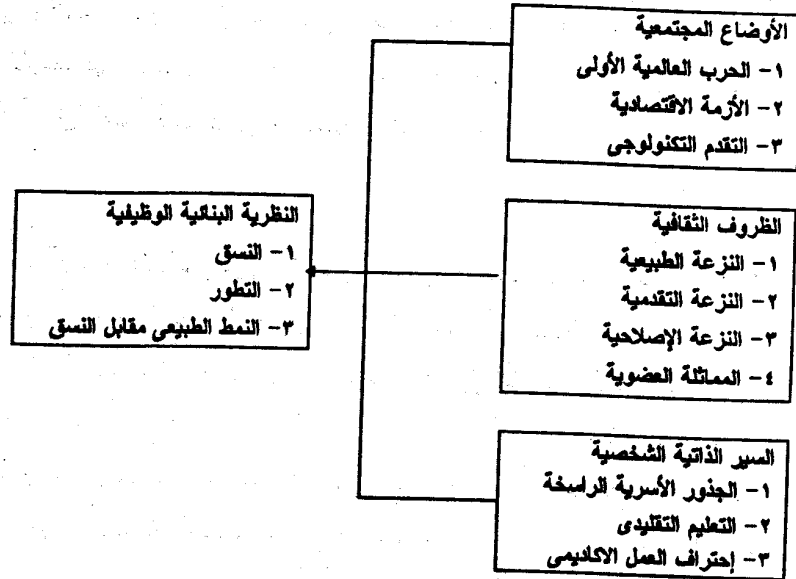 الأوضاع المجتمعية
١- الحرب العالمية الأولى
٢- الأزمة الاقتصادية
٣- التقدم التكنولوجى
الظروف الثقافية
١- النزعة الطبيعية
٢- النزعة التقدمية
٣- النزعة الإصلاحية
٤- المماثلة العضوية
السير الذاتية الشخصية
١- الجذور الأسرية الراسخة
٢- التعليم التقليدى
٣- إحتراف العمل الاكاديمى
النظرية البنائية الوظيفية
١- النسق
٢- التطور
٣- النمط الطبيعى مقابل النسق